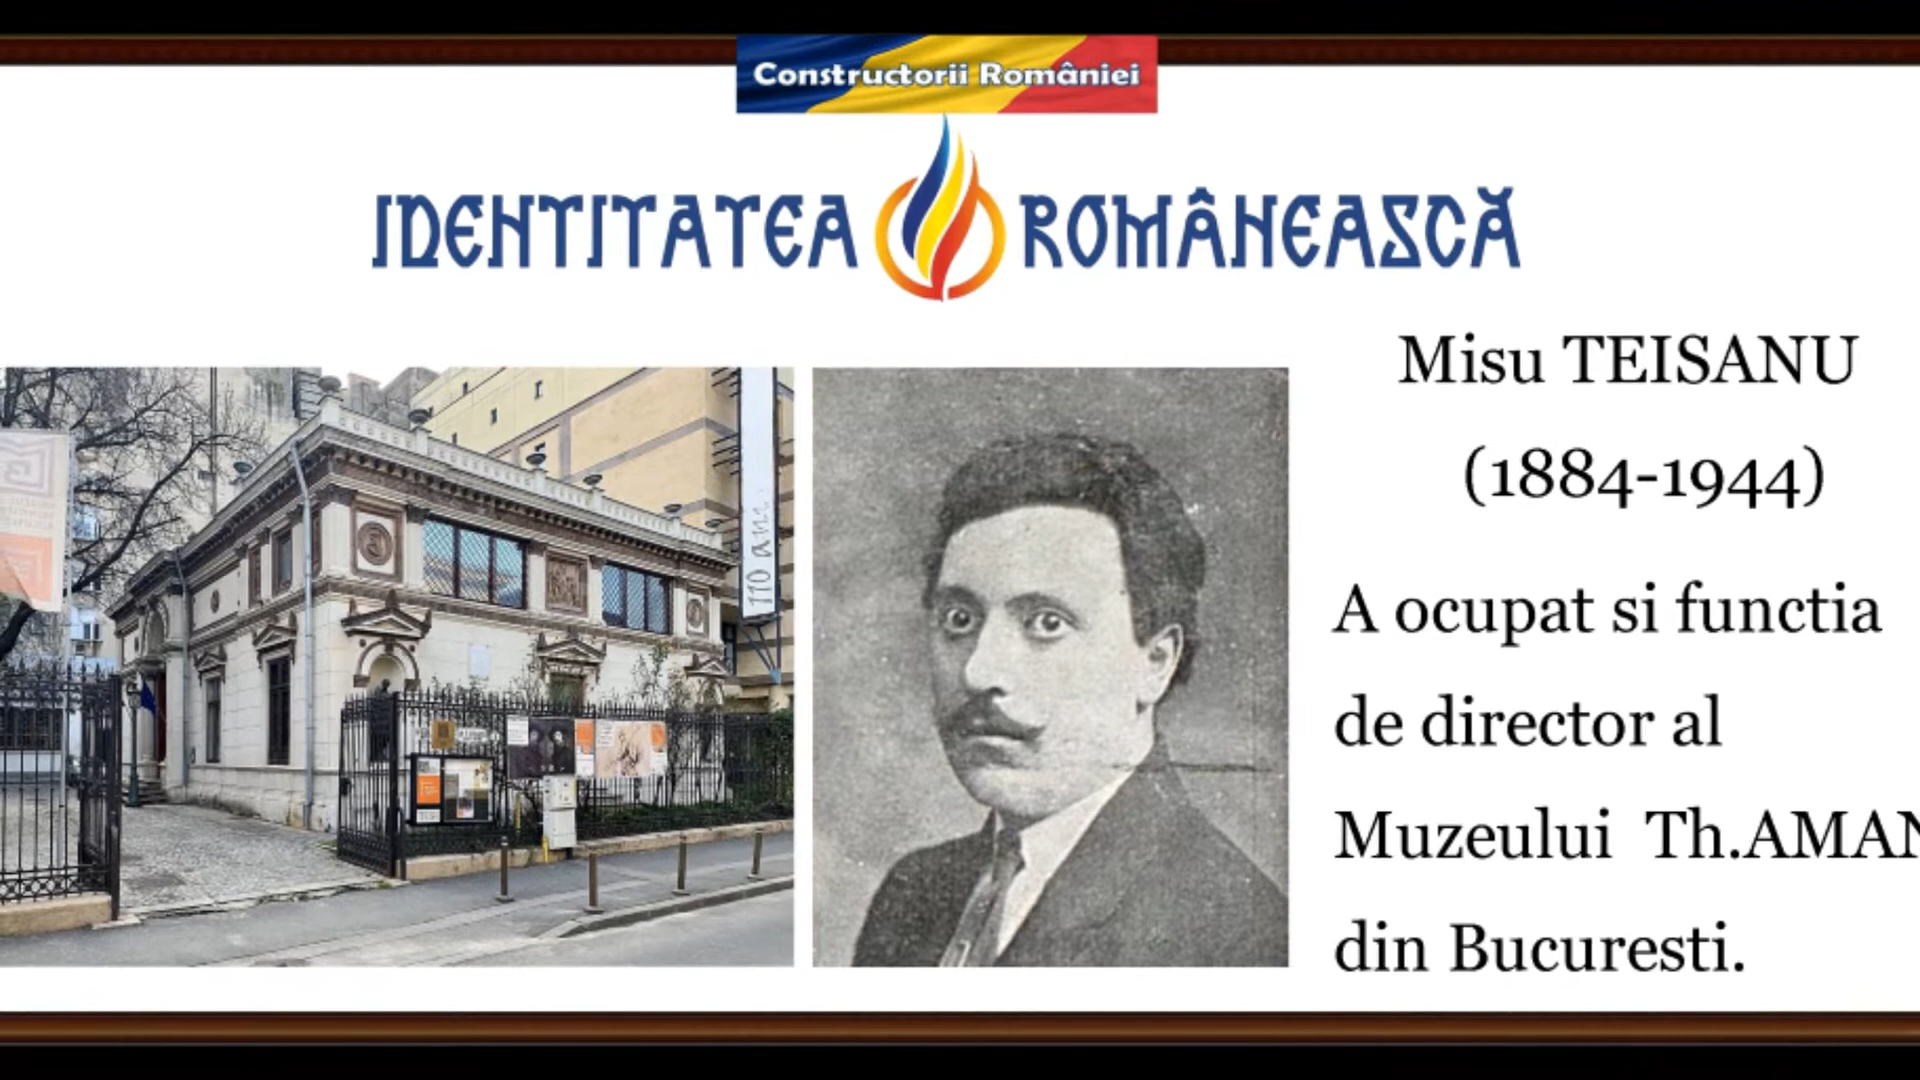 Constructorii României
IDENTITATEA ROMÂNEASCĂ
110 ani
Misu TEISANU
(1884-1944)
A ocupat si functia
de director al
Muzeului Th.AMAN
din Bucuresti.